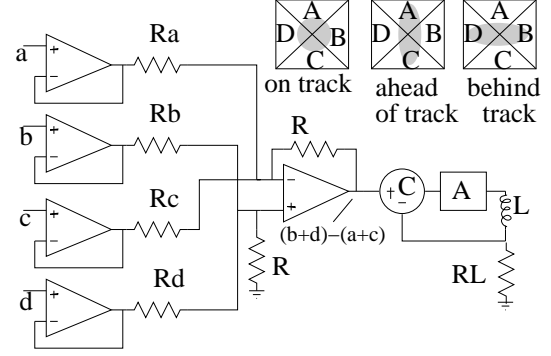 A
D B
C
on track
A
D B
C
ahead
of track
A
D B
C
behind
track
a + − Ra
b + − Rb
c + − Rc
d + − Rd
R
− +
(b+d)−(a+c)
R
+ C −
A
L
RL